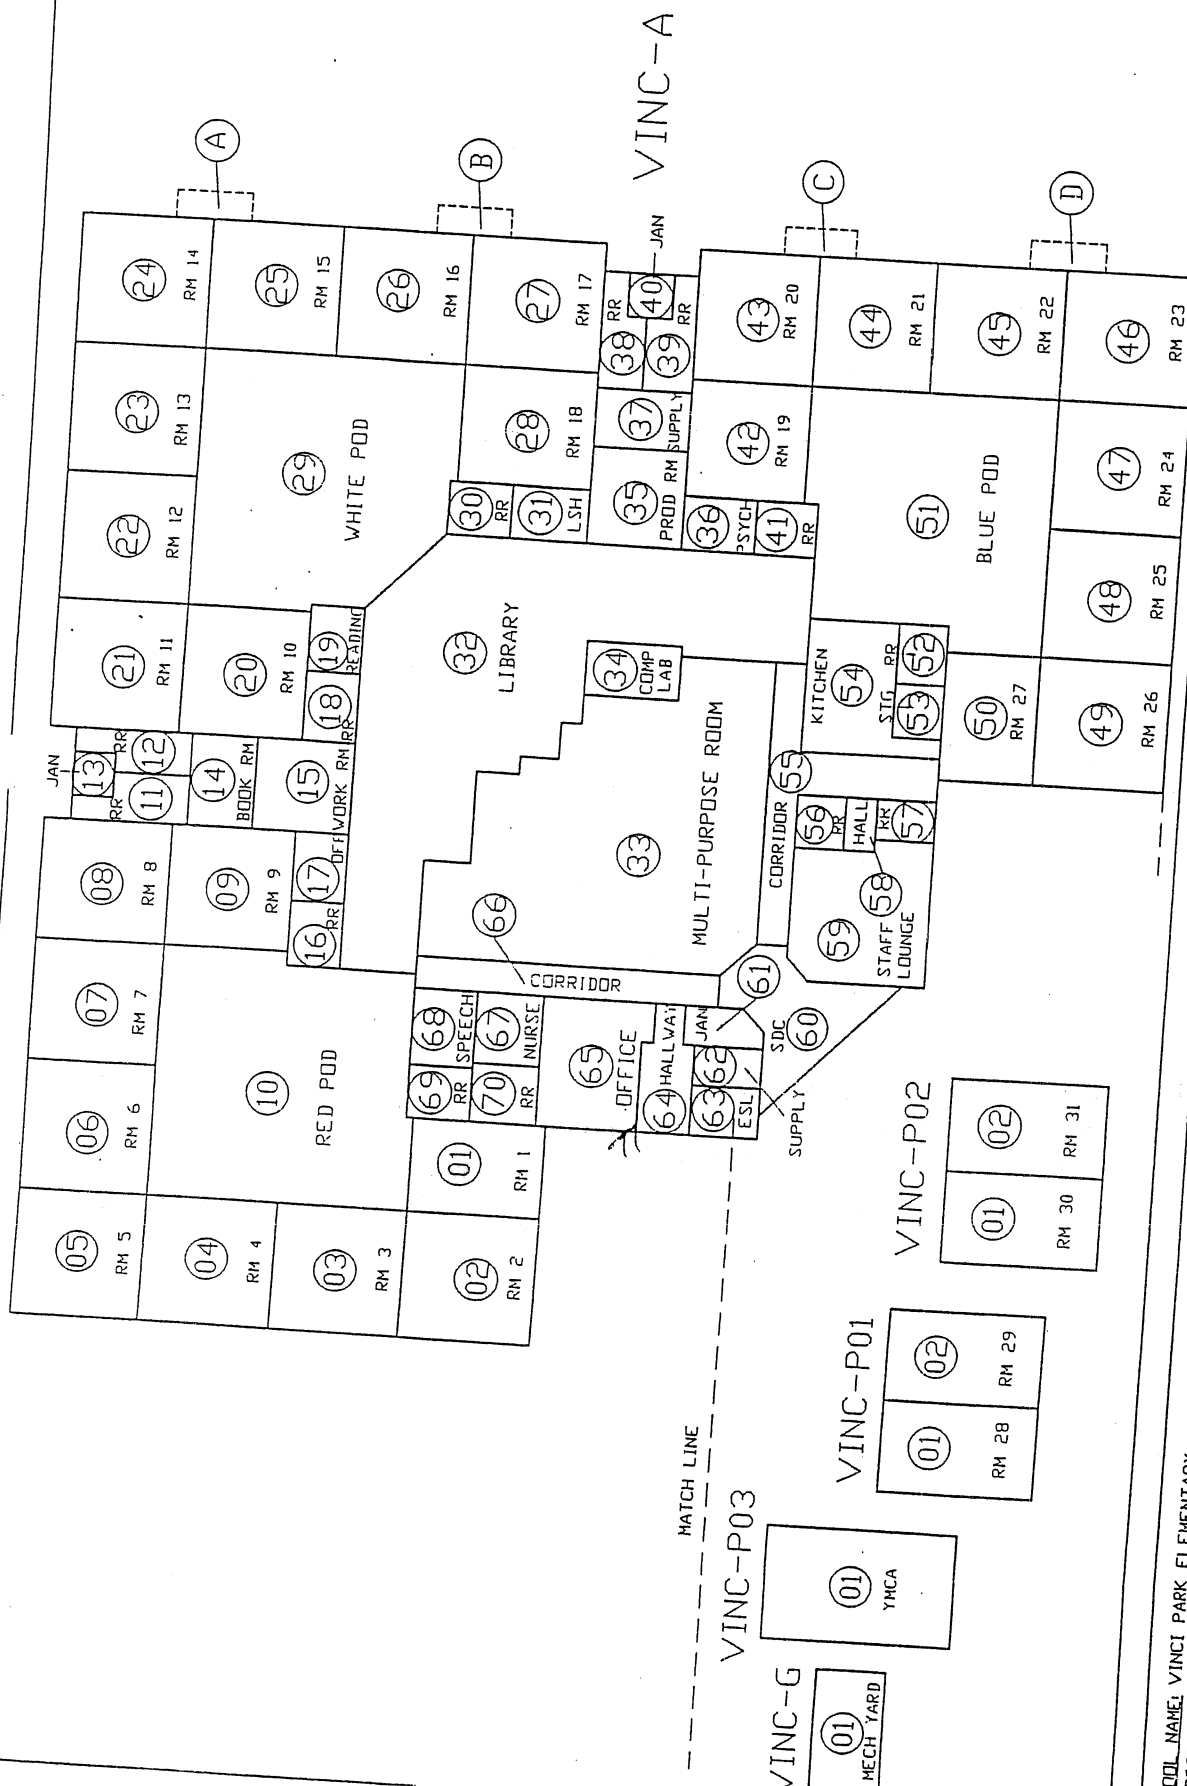 VINC-A
A
B
C
D
24
RM 14
25
RM 15
26
RM 16
27
RM 17
RR
38
40
JAN
39
RR
43
RM 20
44
RM 21
45
RM 22
46
RM 23
23
RM 13
22
RM 12
21
RM 11
29
WHITE POD
28
RM 18
37
SUPPLY
42
RM 19
47
RM 24
48
RM 25
51
BLUE POD
30
RR
31
LSH
35
PROD RM
36
PSYCH
41
RR
20
RM 10
19
READING
18
RR
32
LIBRARY
34
COMP
LAB
KITCHEN
54
RR
52
STG
53
50
RM 27
49
RM 26
JAN
13
RR
12
RR
11
14
BOOK RM
15
WORK RM
33
MULTI-PURPOSE ROOM
55
CORRIDOR
56
RR
HALL
RR
57
58
59
STAFF
LOUNGE
08
RM 8
09
RM 9
17
OFF
16
RR
66
CORRIDOR
61
60
SDC
07
RM 7
06
RM 6
05
RM 5
04
RM 4
03
RM 3
02
RM 2
01
RM 1
10
RED POD
68
SPEECH
67
NURSE
69
RR
70
RR
65
OFFICE
64
HALLWAY
JAN
62
SUPPLY
63
ESL
VINC-P02
02
RM 31
01
RM 30
VINC-P01
02
RM 29
01
RM 28
MATCH LINE
VINC-P03
01
YMCA
VINC-G
01
MECH YARD
NAME: VINCI PARK ELEMENTARY